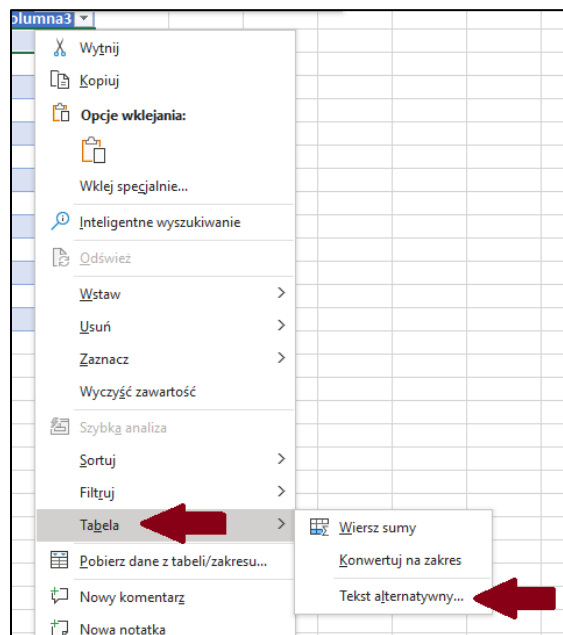 olumna3
Wytnij
Kopiuj
Opcje wklejania:
Wklej specjalnie...
Inteligentne wyszukiwanie
Odśwież
Wstaw
Usuń
Zaznacz
Wyczyść zawartość
Szybka analiza
Sortuj
Filtruj
Tabela
Wiersz sumy
Pobierz dane z tabeli/zakresu...
Konwertuj na zakres
Nowy komentarz
Tekst alternatywny...
Nowa notatka